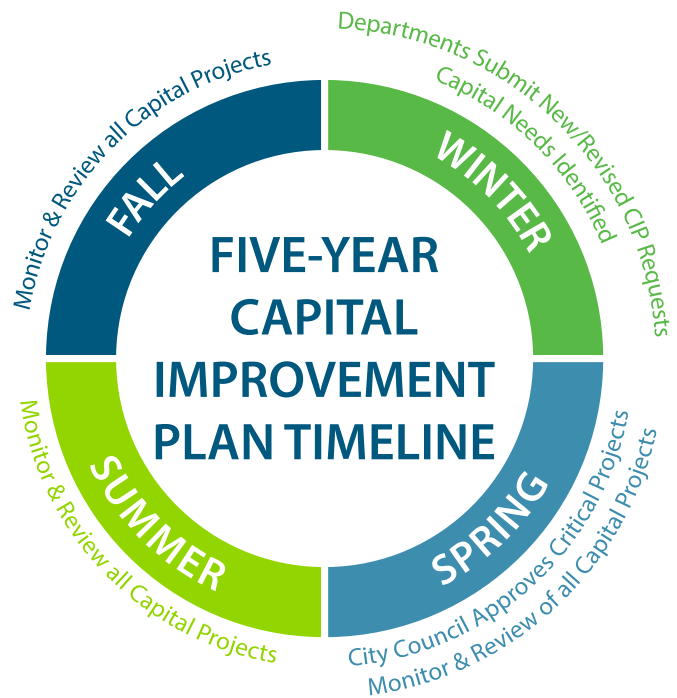 FIVE-YEAR
CAPITAL
IMPROVEMENT
PLAN TIMELINE
WINTER
Departments Submit New/Revised CIP Requests
Capital Needs Identified
SPRING
City Council Approves Critical Projects
Monitor & Review of all Capital Projects
SUMMER
Monitor & Review all Capital Projects
FALL
Monitor & Review all Capital Projects